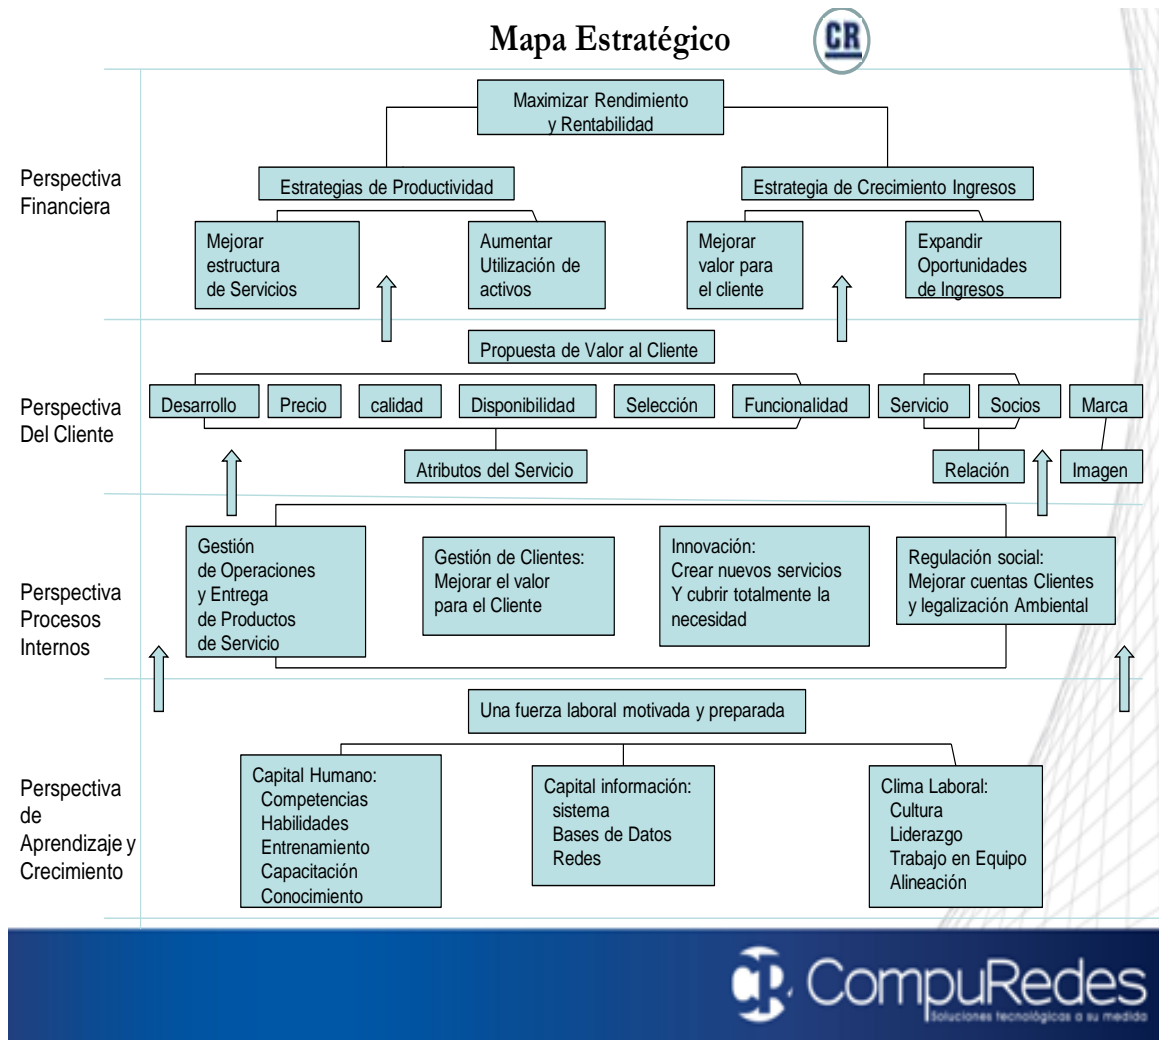 Mapa Estratégico
CR
Maximizar Rendimiento
y Rentabilidad
Perspectiva
Financiera
Estrategias de Productividad
Estrategia de Crecimiento Ingresos
Mejorar
estructura
de Servicios
Aumentar
Utilización de
activos
Mejorar
valor para
el cliente
Expandir
Oportunidades
de Ingresos
Propuesta de Valor al Cliente
Perspectiva
Del Cliente
Desarrollo
Precio
calidad
Disponibilidad
Selección
Funcionalidad
Servicio
Socios
Marca
Atributos del Servicio
Relación
Imagen
Perspectiva
Procesos
Internos
Gestión
de Operaciones
y Entrega
de Productos
de Servicio
Gestión de Clientes:
Mejorar el valor
para el Cliente
Innovación:
Crear nuevos servicios
Y cubrir totalmente la
necesidad
Regulación social:
Mejorar cuentas Clientes
y legalización Ambiental
Una fuerza laboral motivada y preparada
Perspectiva
de
Aprendizaje y
Crecimiento
Capital Humano:
Competencias
Habilidades
Entrenamiento
Capacitación
Conocimiento
Capital información:
sistema
Bases de Datos
Redes
Clima Laboral:
Cultura
Liderazgo
Trabajo en Equipo
Alineación
CompuRedes
Soluciones tecnológicas a su medida